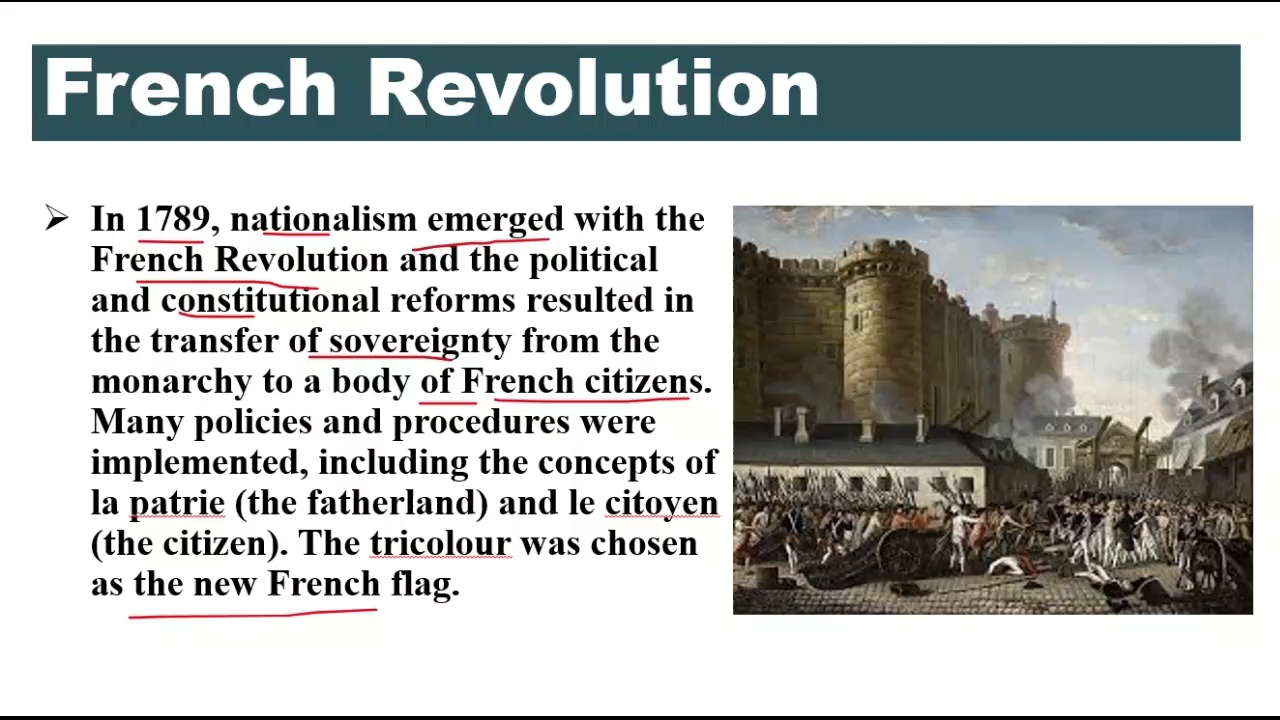 French Revolution
➢ In 1789, nationalism emerged with the
French Revolution and the political
and constitutional reforms resulted in
the transfer of sovereignty from the
monarchy to a body of French citizens.
Many policies and procedures were
implemented, including the concepts of
la patrie (the fatherland) and le citoyen
(the citizen). The tricolour was chosen
as the new French flag.